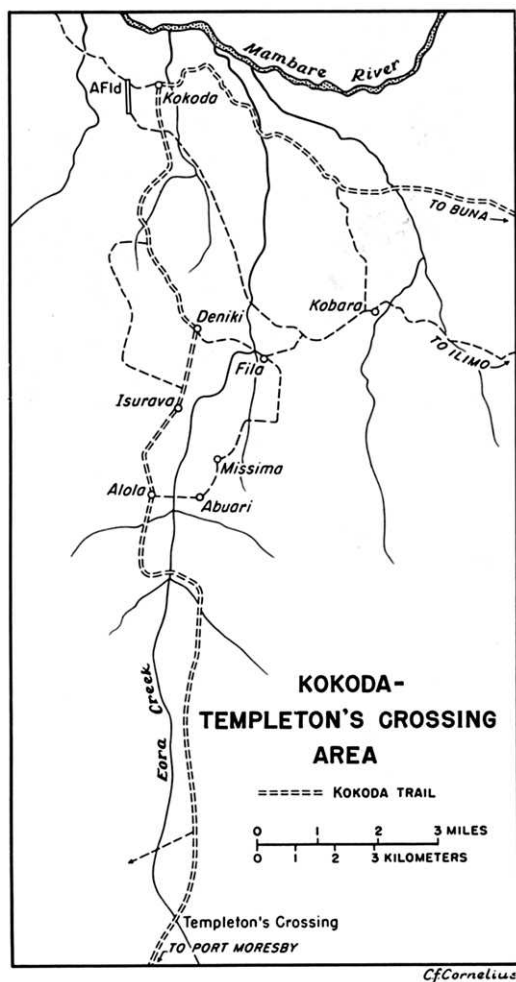 Mambare River
AFld
Kokoda
TO BUNA
Kobara
Deniki
TO ILIMO
Fila
Isurava
Missima
Alola
Abuari
Eora Creek
KOKODA-
TEMPLETON'S CROSSING
AREA
KOKODA TRAIL
0 1 2 3 MILES
0 1 2 3 KILOMETERS
Templeton's Crossing
TO PORT MORESBY
CfCornelius